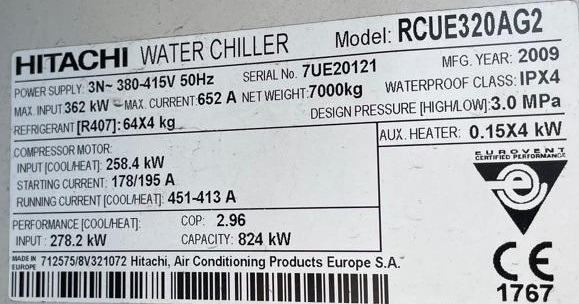 HITACHI WATER CHILLER Model: RCUE320AG2
POWER SUPPLY: 3N~ 380-415V 50Hz SERIAL No. 7UE20121 MFG. YEAR: 2009
MAX. INPUT 362 kW MAX. CURRENT: 652 A NET WEIGHT: 7000kg WATERPROOF CLASS: IPX4
REFRIGERANT [R407]: 64X4 kg DESIGN PRESSURE [HIGH/LOW]: 3.0 MPa
COMPRESSOR MOTOR: AUX. HEATER: 0.15X4 kW
INPUT [COOL/HEAT]: 258.4 kW
STARTING CURRENT: 178/195 A
RUNNING CURRENT [COOL/HEAT]: 451-413 A
EUROVENT
CERTIFIED PERFORMANCE
PERFORMANCE [COOL/HEAT]: COP: 2.96
INPUT: 278.2 kW CAPACITY: 824 kW
MADE IN
EUROPE 712575/8V321072 Hitachi, Air Conditioning Products Europe S.A.
CE
1767